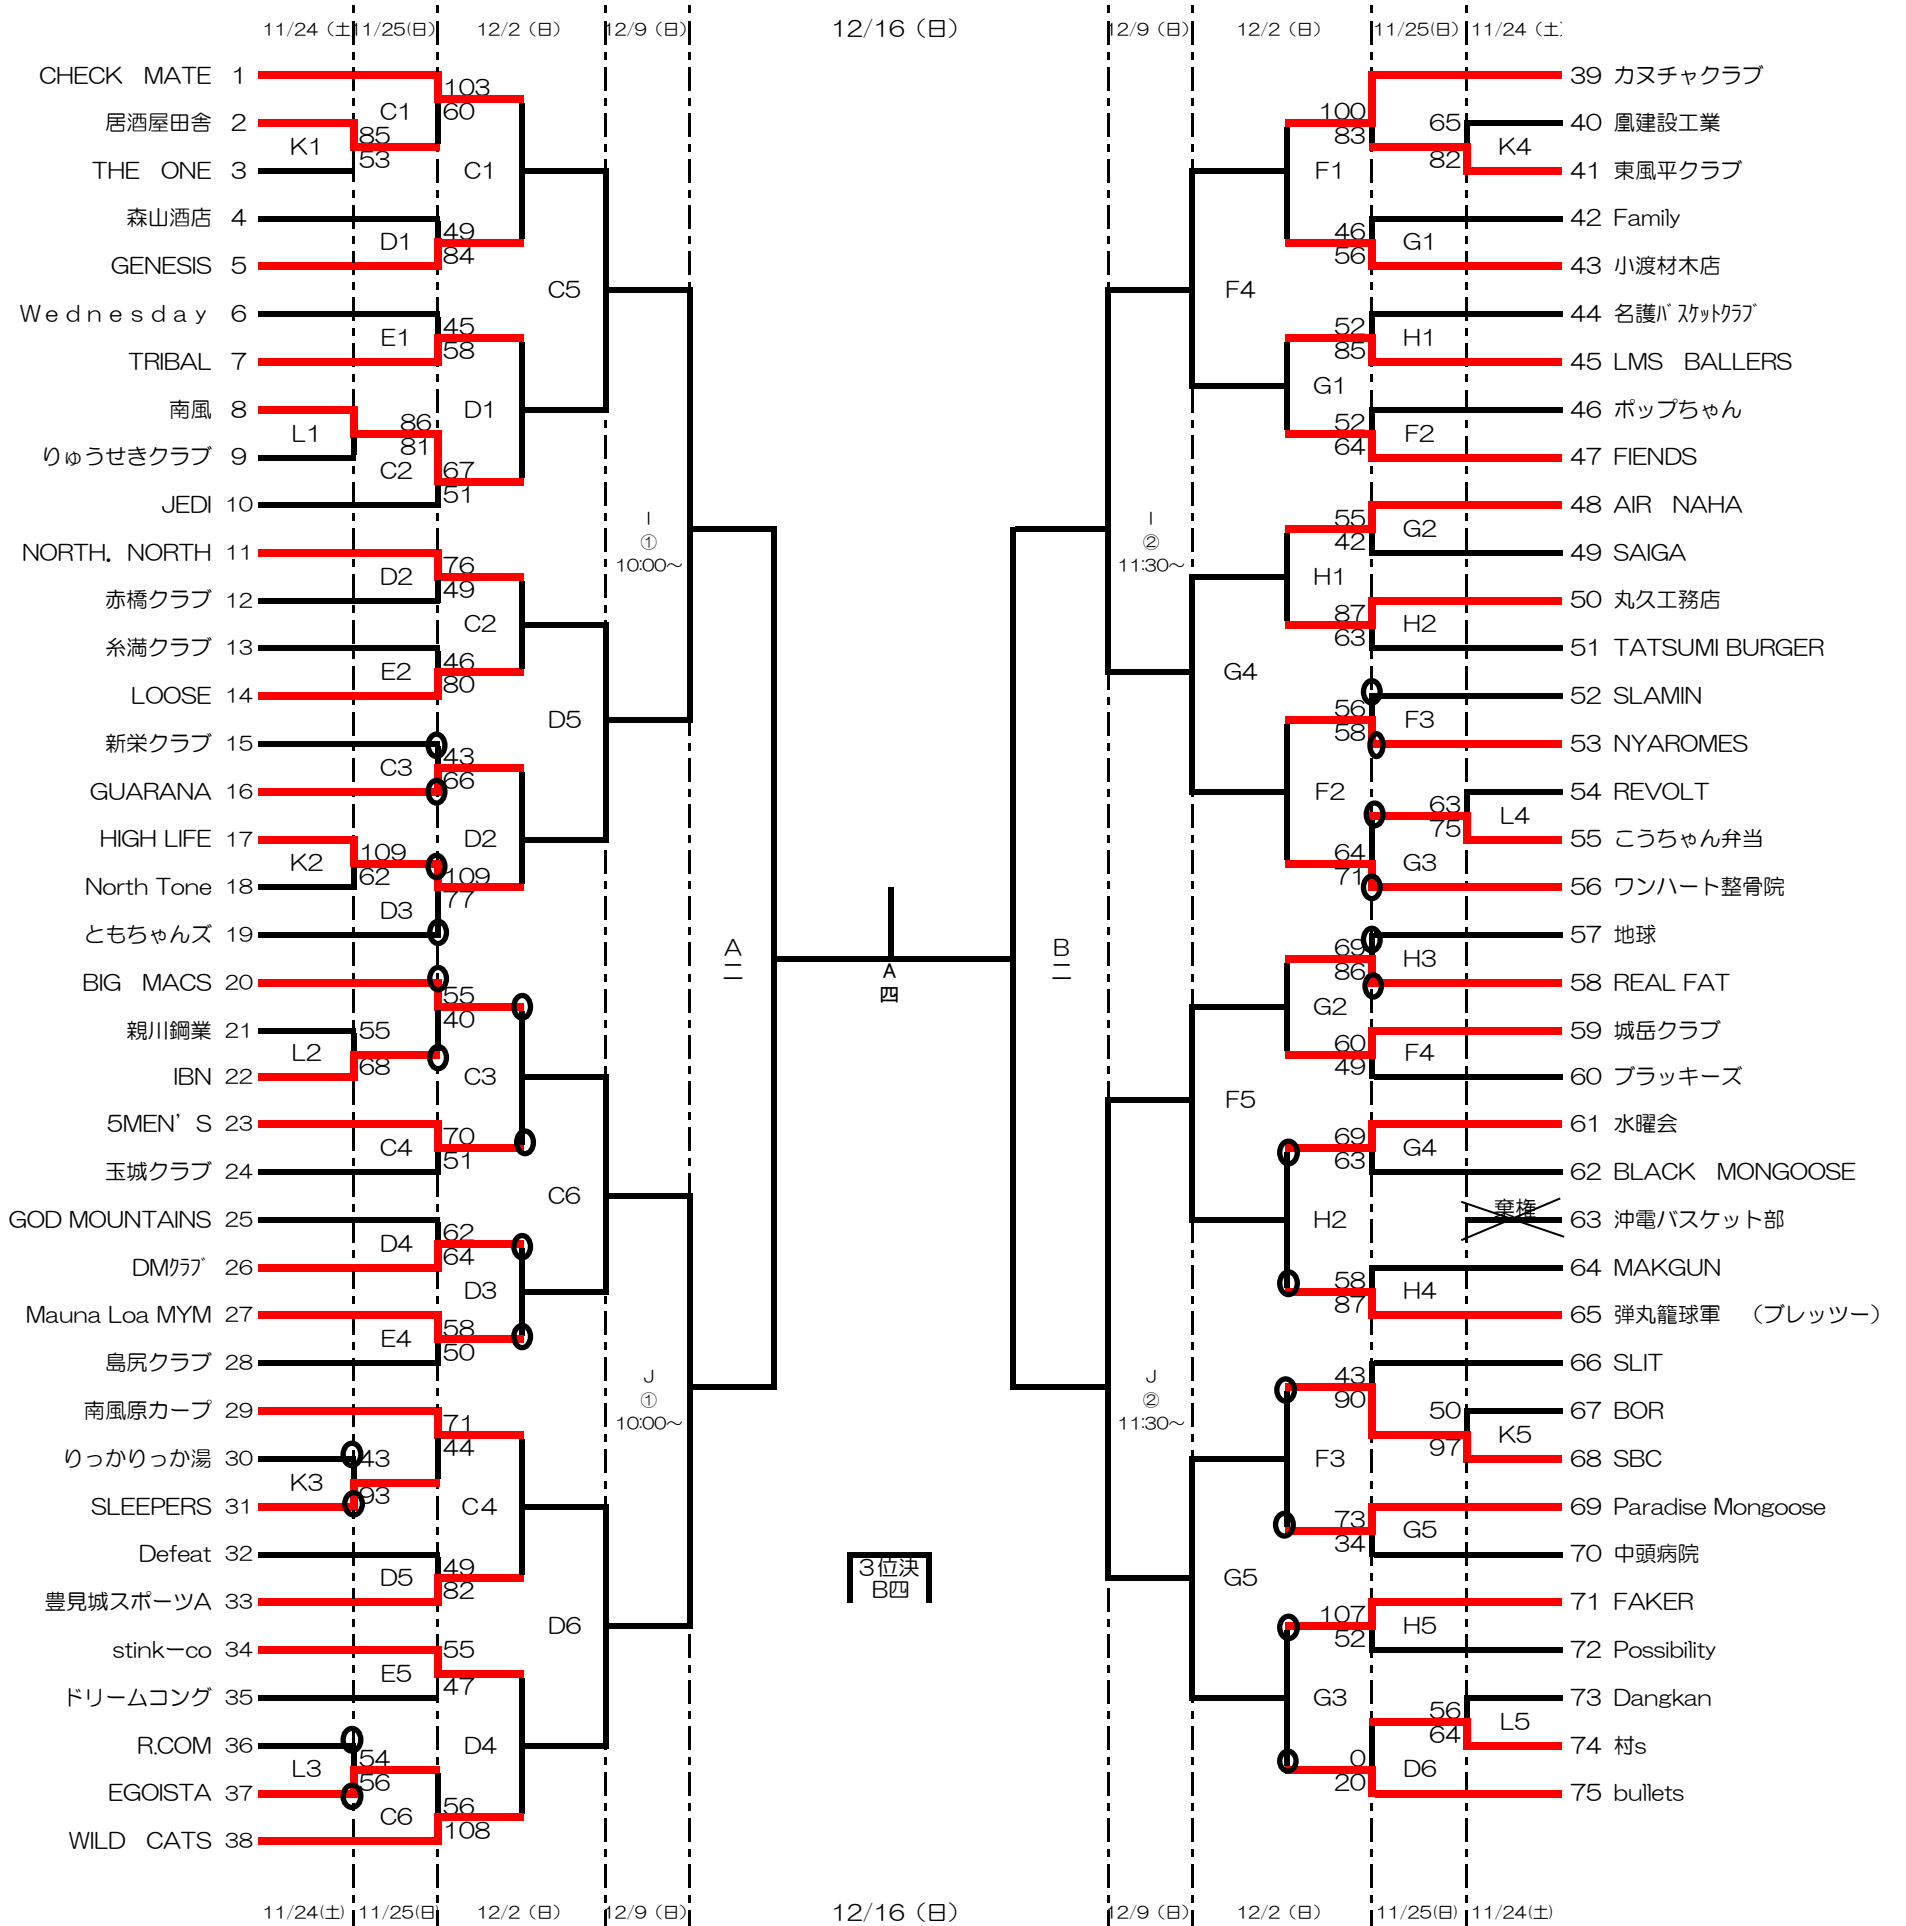 11/24（土 11/25(日) 12/2（日） 12/9（日） 12/16（日） 12/9（日） 12/2（日） 11/25(日) 11/24（土
CHECK　MATE 1 103 39 カヌチャクラブ
居酒屋田舎 2 C1 60 100 65 40 凰建設工業
K1 85 83 K4
THE　ONE 3 53 C1 F1 82 41 東風平クラブ
森山酒店 4 49 46 42 Family
D1 G1
GENESIS 5 84 56 43 小渡材木店
C5 F4
Ｗｅｄｎｅｓｄａｙ 6 45 52 44 名護ﾊﾞｽｹｯﾄｸﾗﾌﾞ
E1 H1
TRIBAL 7 58 85 45 LMS　BALLERS
G1
南風 8 86 D1 52 46 ポップちゃん
L1 81 F2
りゅうせきクラブ 9 64 47 FIENDS
C2 67
JEDI 10 51 48 AIR　NAHA
I ① 10:00～ 55 G2 I ② 11:30～
NORTH．NORTH 11 76 42 49 SAIGA
D2 H1
赤橋クラブ 12 49 87 50 丸久工務店
C2 H2
糸満クラブ 13 46 63 51 TATSUMI BURGER
E2 G4
LOOSE 14 80 56 52 SLAMIN
D5 F3
新栄クラブ 15 43 58 53 NYAROMES
C3
GUARANA 16 66 F2 63 54 REVOLT
L4
HIGH LIFE 17 109 D2 75 55 こうちゃん弁当
K2 64 G3
North Tone 18 62 109 71 56 ワンハート整骨院
D3 77
ともちゃんズ 19 69 57 地球
A二 A四 B二 H3
BIG　MACS 20 55 86 58 REAL FAT
40 G2
親川鋼業 21 55 60 59 城岳クラブ
L2 F4
IBN 22 68 C3 49 60 ブラッキーズ
F5
5MEN’S 23 70 69 61 水曜会
C4 G4
玉城クラブ 24 51 63 62 BLACK　MONGOOSE
C6 棄権
GOD MOUNTAINS 25 62 H2 63 沖電バスケット部
D4
DMｸﾗﾌﾞ 26 64 58 64 MAKGUN
D3 H4
Mauna Loa MYM 27 58 87 65 弾丸籠球軍　（ブレッツー）
E4
島尻クラブ 28 50 43 66 SLIT
J ① 10:00～ J ② 11:30～
南風原カープ 29 71 90 50 67 BOR
44 K5
りっかりっか湯 30 43 F3 97 68 SBC
K3
SLEEPERS 31 93 C4 73 69 Paradise Mongoose
G5
Defeat 32 49 34 70 中頭病院
D5 3位決 G5
豊見城スポーツA 33 82 B四 107 71 FAKER
D6 H5
stinkーco 34 55 52 72 Possibility
E5
ドリームコング 35 47 G3 56 73 Dangkan
L5
R.COM 36 54 D4 64 74 村s
L3 0 D6
EGOISTA 37 56 56 20 75 bullets
C6 108
WILD　CATS 38
11/24(土) 11/25(日 12/2（日） 12/9（日） 12/16（日） 12/9（日） 12/2（日） 11/25(日) 11/24(土)